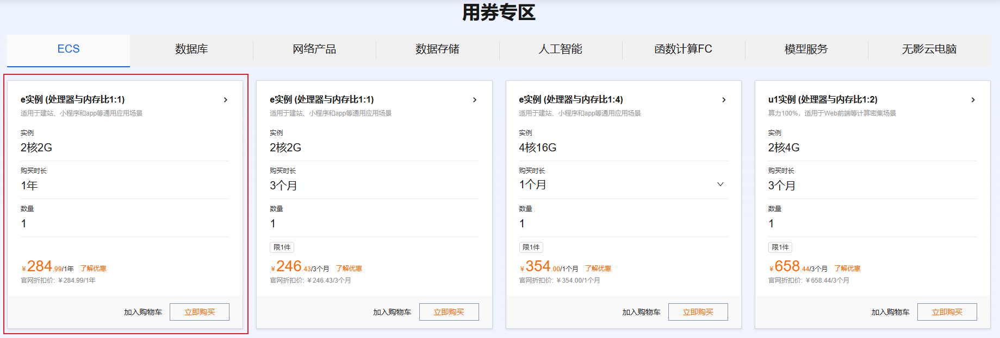 用券专区
ECS
数据库
网络产品
数据存储
人工智能
函数计算FC
模型服务
无影云电脑
e实例 (处理器与内存比1:1)
适用于建站、小程序和app等通用应用场景
实例
2核2G
购买时长
1年
数量
1
¥284.99/1年 了解优惠
官网折扣价: ¥284.99/1年
加入购物车 立即购买
e实例 (处理器与内存比1:1)
适用于建站、小程序和app等通用应用场景
实例
2核2G
购买时长
3个月
数量
1
限1件
¥246.43/3个月 了解优惠
官网折扣价: ¥246.43/3个月
加入购物车 立即购买
e实例 (处理器与内存比1:4)
适用于建站、小程序和app等通用应用场景
实例
4核16G
购买时长
1个月
数量
1
限1件
¥354.00/1个月 了解优惠
官网折扣价: ¥354.00/1个月
加入购物车 立即购买
u1实例 (处理器与内存比1:2)
算力100%，适用于Web前端等计算密集场景
实例
2核4G
购买时长
3个月
数量
1
限1件
¥658.44/3个月 了解优惠
官网折扣价: ¥658.44/3个月
加入购物车 立即购买